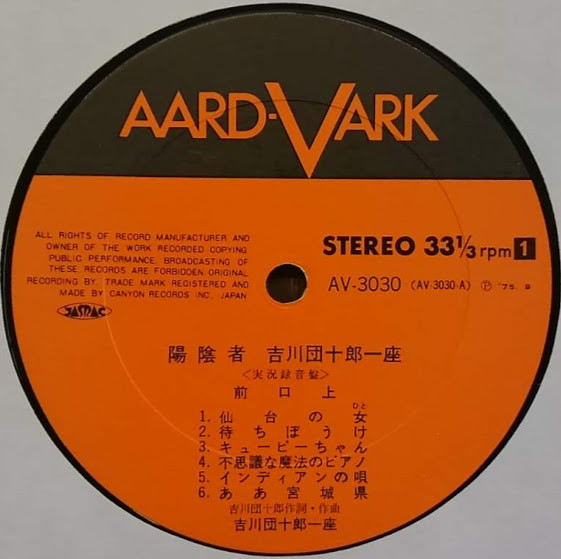 AARD-VARK
ALL RIGHTS OF RECORD MANUFACTURER AND
OWNER OF THE WORK RECORDED COPYING
PUBLIC PERFORMANCE, BROADCASTING OF
THESE RECORDS ARE FORBIDDEN ORIGINAL
RECORDING BY, TRADE MARK REGISTERED AND
MADE BY CANYON RECORDS INC, JAPAN
JASRAC
STEREO 33⅓ rpm 1
AV-3030 (AV-3030-A) Ⓟ '75. 9
陽陰者 吉川団十郎一座
<実況録音盤>
前口上
1. 仙台の女
ひと
2. 待ちぼうけ
3. キューピーちゃん
4. 不思議な魔法のピアノ
5. インディアンの唄
6. ああ宮城県
吉川団十郎作詞・作曲
吉川団十郎一座